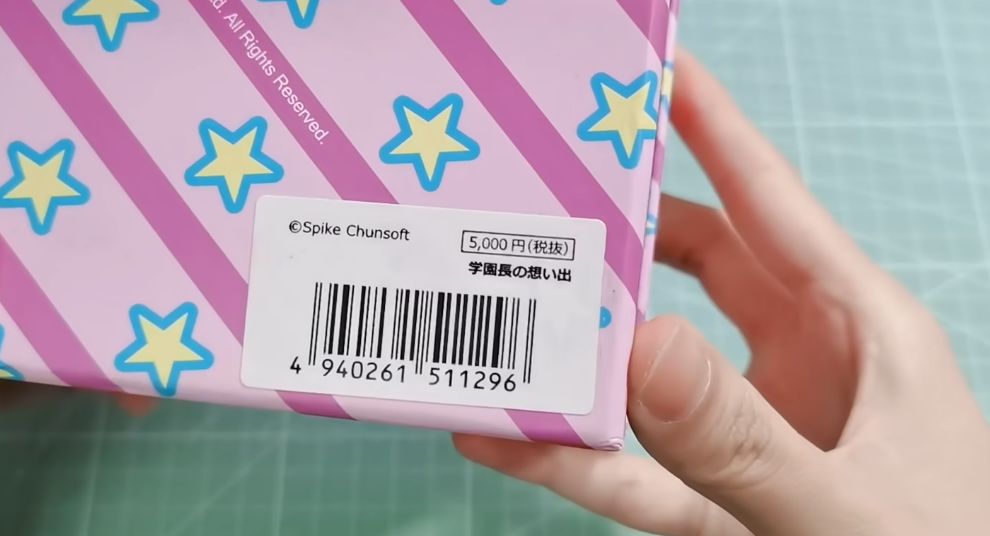 d. All Rights Reserved.
©Spike Chunsoft
5,000円(税抜)
学園長の想い出
4 940261 511296